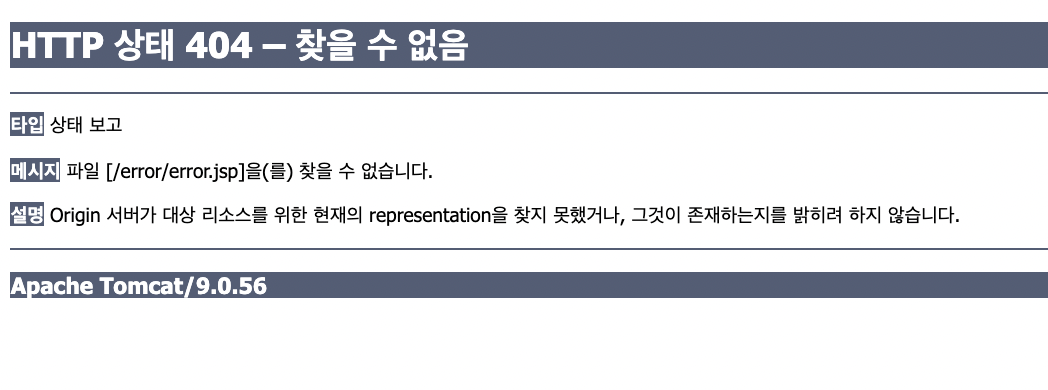 HTTP 상태 404 – 찾을 수 없음
타입 상태 보고
메시지 파일 [/error/error.jsp]을(를) 찾을 수 없습니다.
설명 Origin 서버가 대상 리소스를 위한 현재의 representation을 찾지 못했거나, 그것이 존재하는지를 밝히려 하지 않습니다.
Apache Tomcat/9.0.56